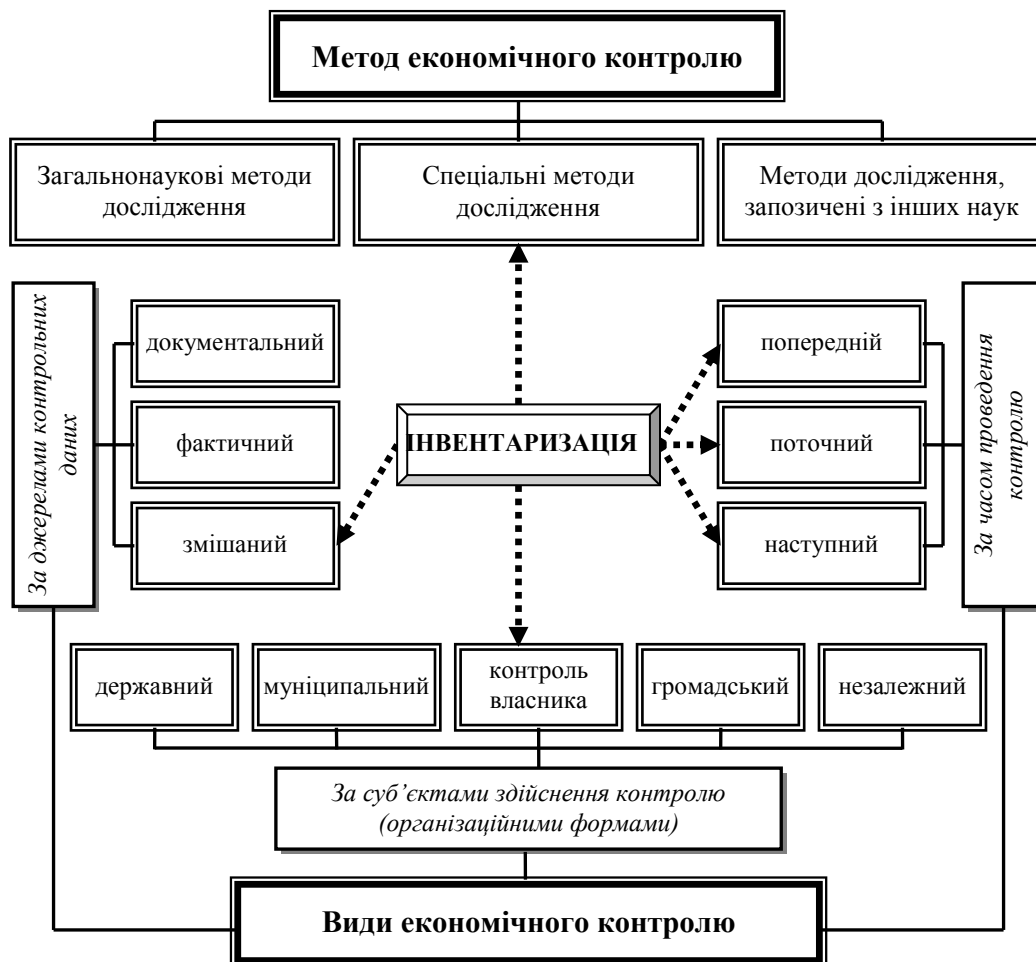 Метод економічного контролю
Загальнонаукові методи
дослідження
Спеціальні методи
дослідження
Методи дослідження,
запозичені з інших наук
За джерелами контрольних
даних
документальний
фактичний
змішаний
ІНВЕНТАРИЗАЦІЯ
попередній
поточний
наступний
За часом проведення
контролю
державний
муніципальний
контроль
власника
громадський
незалежний
За суб’єктами здійснення контролю
(організаційними формами)
Види економічного контролю